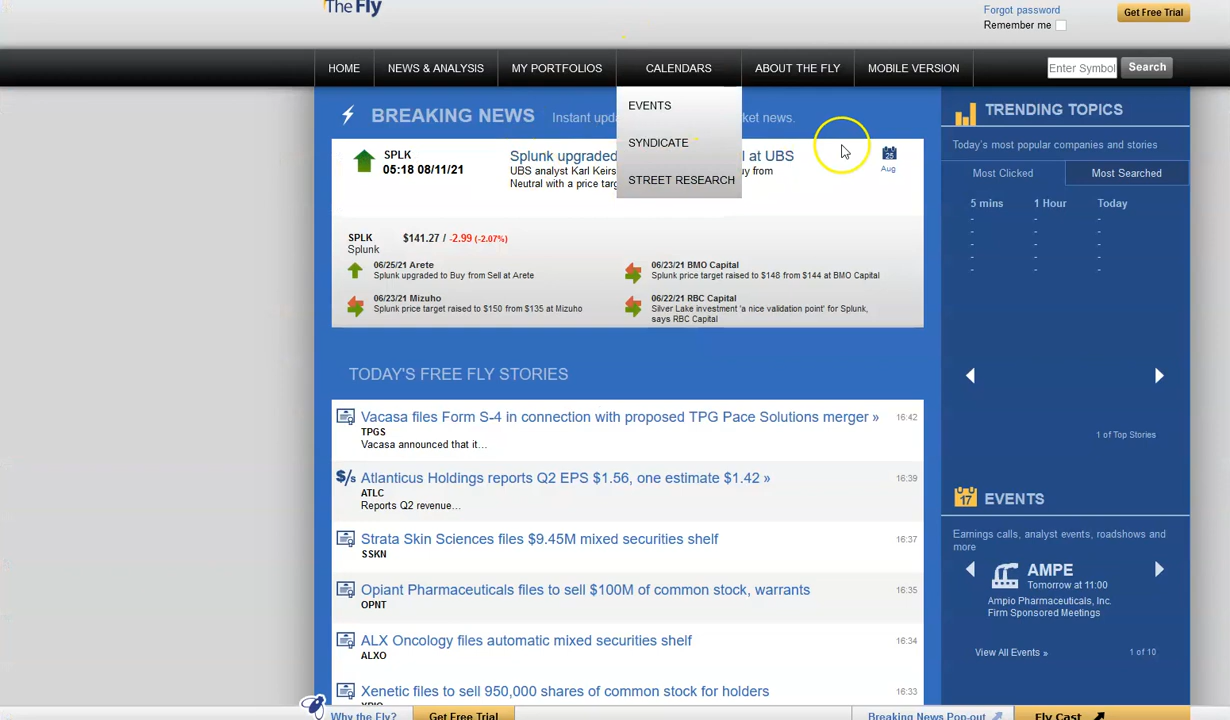 The Fly
Forgot password
Remember me
Get Free Trial
HOME
NEWS & ANALYSIS
MY PORTFOLIOS
CALENDARS
ABOUT THE FLY
MOBILE VERSION
Enter Symbol
Search
EVENTS
SYNDICATE
STREET RESEARCH
BREAKING NEWS
Instant upd
ket news.
SPLK
05:18 08/11/21
Splunk upgraded
l at UBS
UBS analyst Karl Keirs
uy from
Neutral with a price targ
25
Aug
SPLK
Splunk
$141.27 / -2.99 (-2.07%)
06/25/21 Arete
Splunk upgraded to Buy from Sell at Arete
06/23/21 BMO Capital
Splunk price target raised to $148 from $144 at BMO Capital
06/23/21 Mizuho
Splunk price target raised to $150 from $135 at Mizuho
06/22/21 RBC Capital
Silver Lake investment 'a nice validation point' for Splunk,
says RBC Capital
TODAY'S FREE FLY STORIES
Vacasa files Form S-4 in connection with proposed TPG Pace Solutions merger »
16:42
TPGS
Vacasa announced that it…
$/s
Atlanticus Holdings reports Q2 EPS $1.56, one estimate $1.42 »
16:39
ATLC
Reports Q2 revenue…
Strata Skin Sciences files $9.45M mixed securities shelf
16:37
SSKN
Opiant Pharmaceuticals files to sell $100M of common stock, warrants
16:35
OPNT
ALX Oncology files automatic mixed securities shelf
16:34
ALXO
Xenetic files to sell 950,000 shares of common stock for holders
16:33
TRENDING TOPICS
Today's most popular companies and stories
Most Clicked
Most Searched
5 mins
1 Hour
Today
- - -
- - -
- - -
- - -
1 of Top Stories
17
EVENTS
Earnings calls, analyst events, roadshows and
more
AMPE
Tomorrow at 11:00
Ampio Pharmaceuticals, Inc.
Firm Sponsored Meetings
View All Events »
1 of 10
Why the Fly?
Get Free Trial
Breaking News Pop-out
Fly Cast